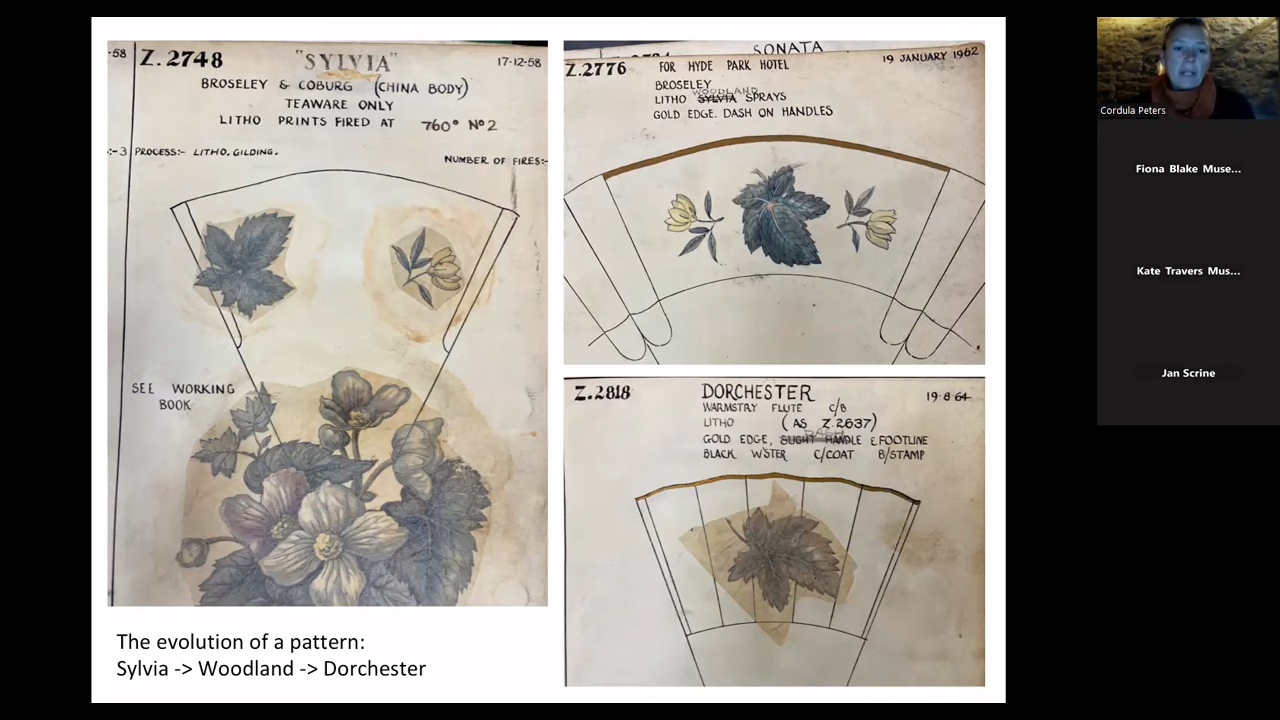 58
Z.2748
"SYLVIA"
17-12-58
BROSELEY & COBURG (CHINA BODY)
TEAWARE ONLY
LITHO PRINTS FIRED AT 760° Nº2
:-3 PROCESS:- LITHO. GILDING.
NUMBER OF FIRES:-
SEE WORKING
BOOK
SONATA
Z.2776
FOR HYDE PARK HOTEL
19 JANUARY 1962
BROSELEY
WOODLAND
LITHO SYLVIA SPRAYS
GOLD EDGE. DASH ON HANDLES
Z.2818
DORCHESTER
19-8-64
WARMSTRY FLUTE C/B
LITHO (AS Z.2637)
DASH
GOLD EDGE, SLIGHT HANDLE & FOOTLINE
BLACK W'STER C/COAT B/STAMP
The evolution of a pattern:
Sylvia -> Woodland -> Dorchester
Cordula Peters
Fiona Blake Muse...
Kate Travers Mus...
Jan Scrine